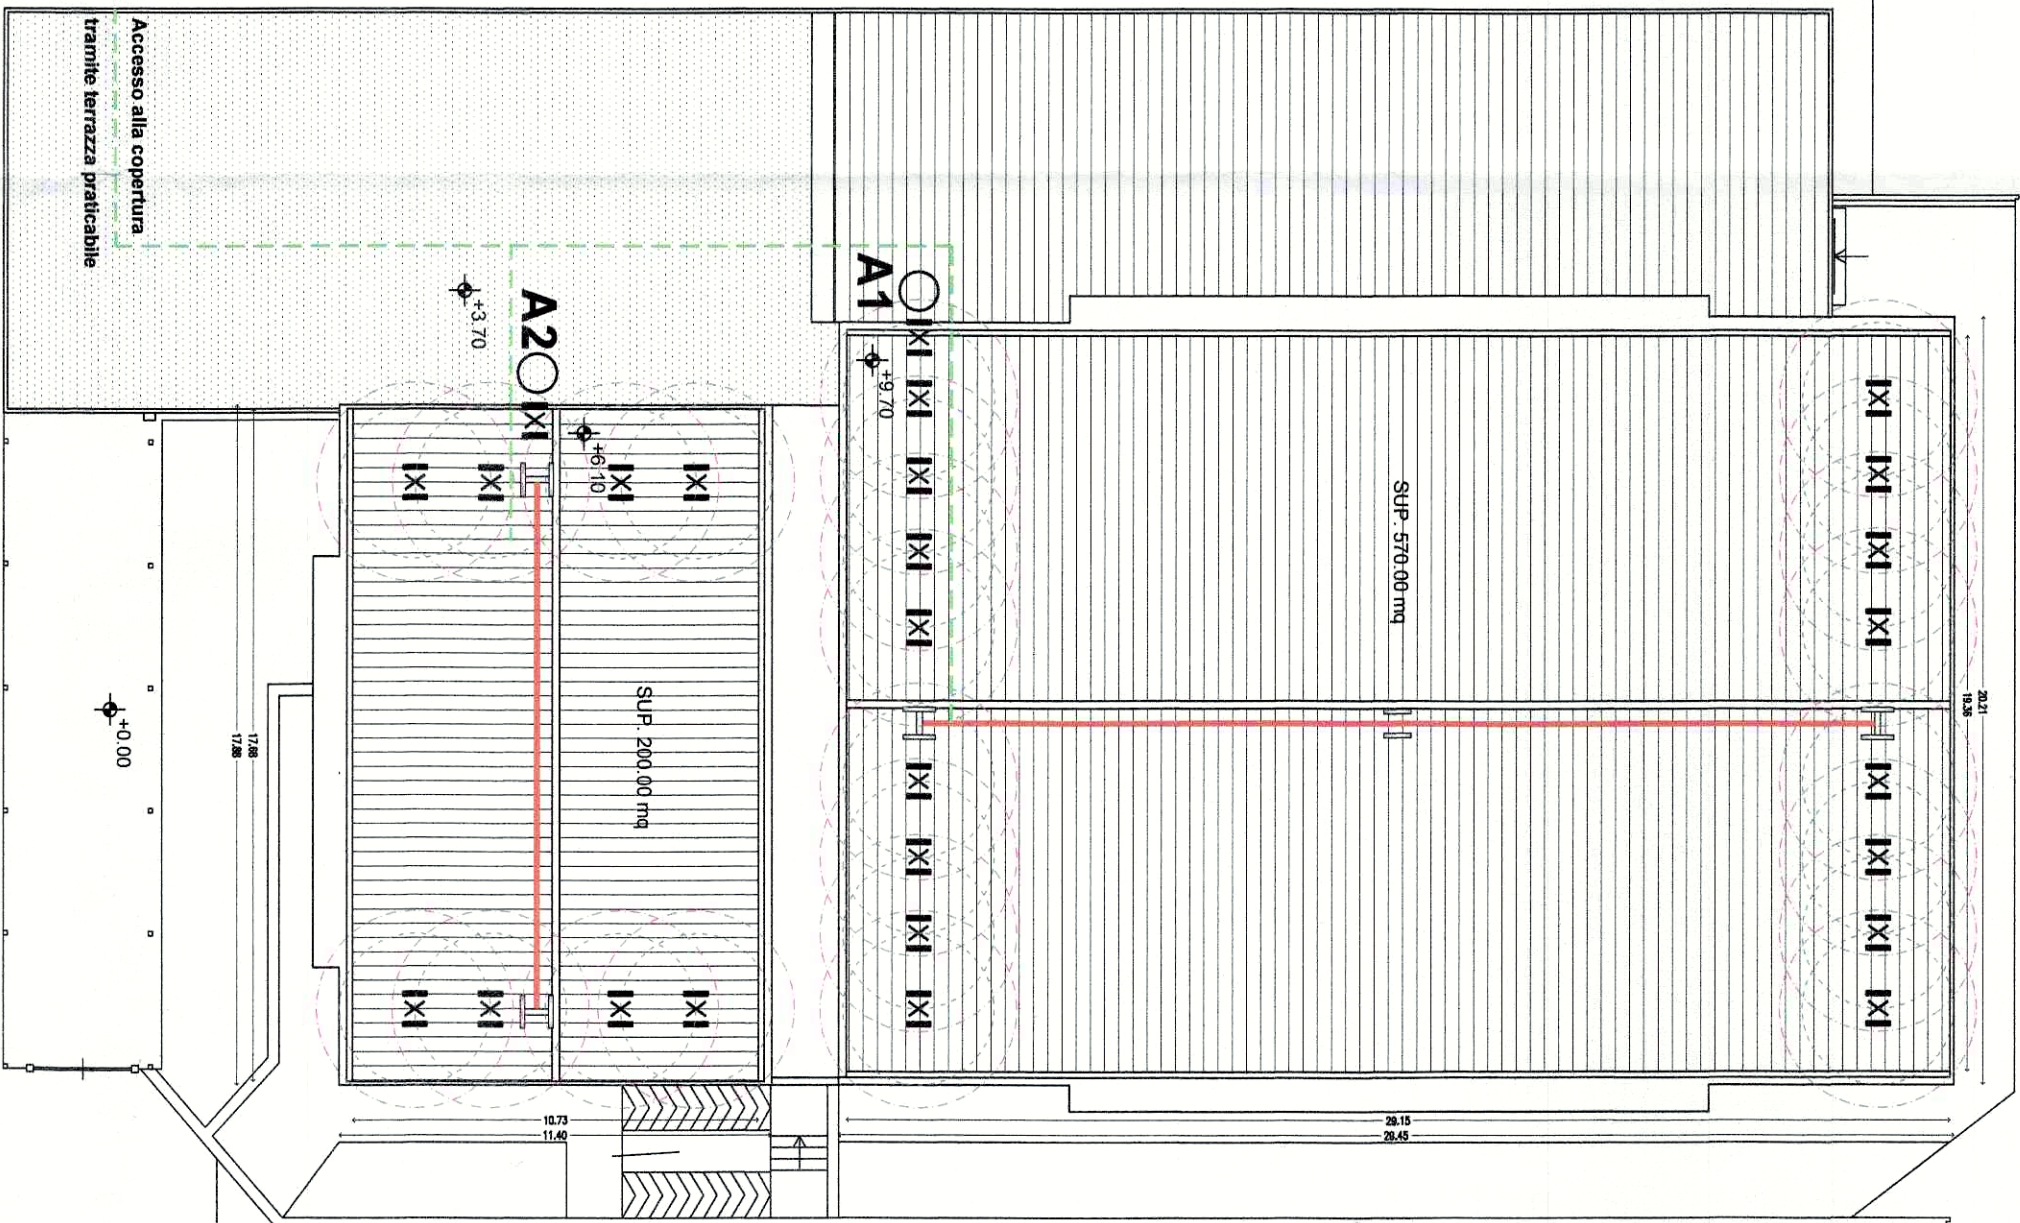 Accesso alla copertura
tramite terrazza praticabile
A1
A2
+3.70
+9.70
+6.10
SUP. 570.00 mq
SUP. 200.00 mq
+0.00
20.21
19.36
17.68
17.88
10.73
11.40
29.15
29.45